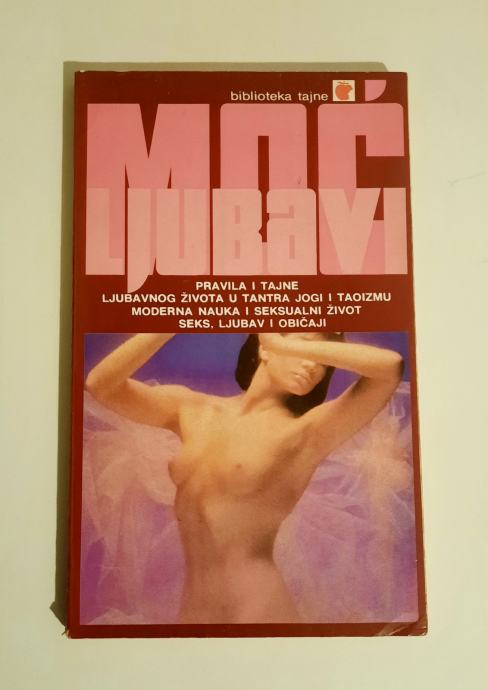 biblioteka tajne
MOĆ
LJUBAVI
PRAVILA I TAJNE
LJUBAVNOG ŽIVOTA U TANTRA JOGI I TAOIZMU
MODERNA NAUKA I SEKSUALNI ŽIVOT
SEKS, LJUBAV I OBIČAJI